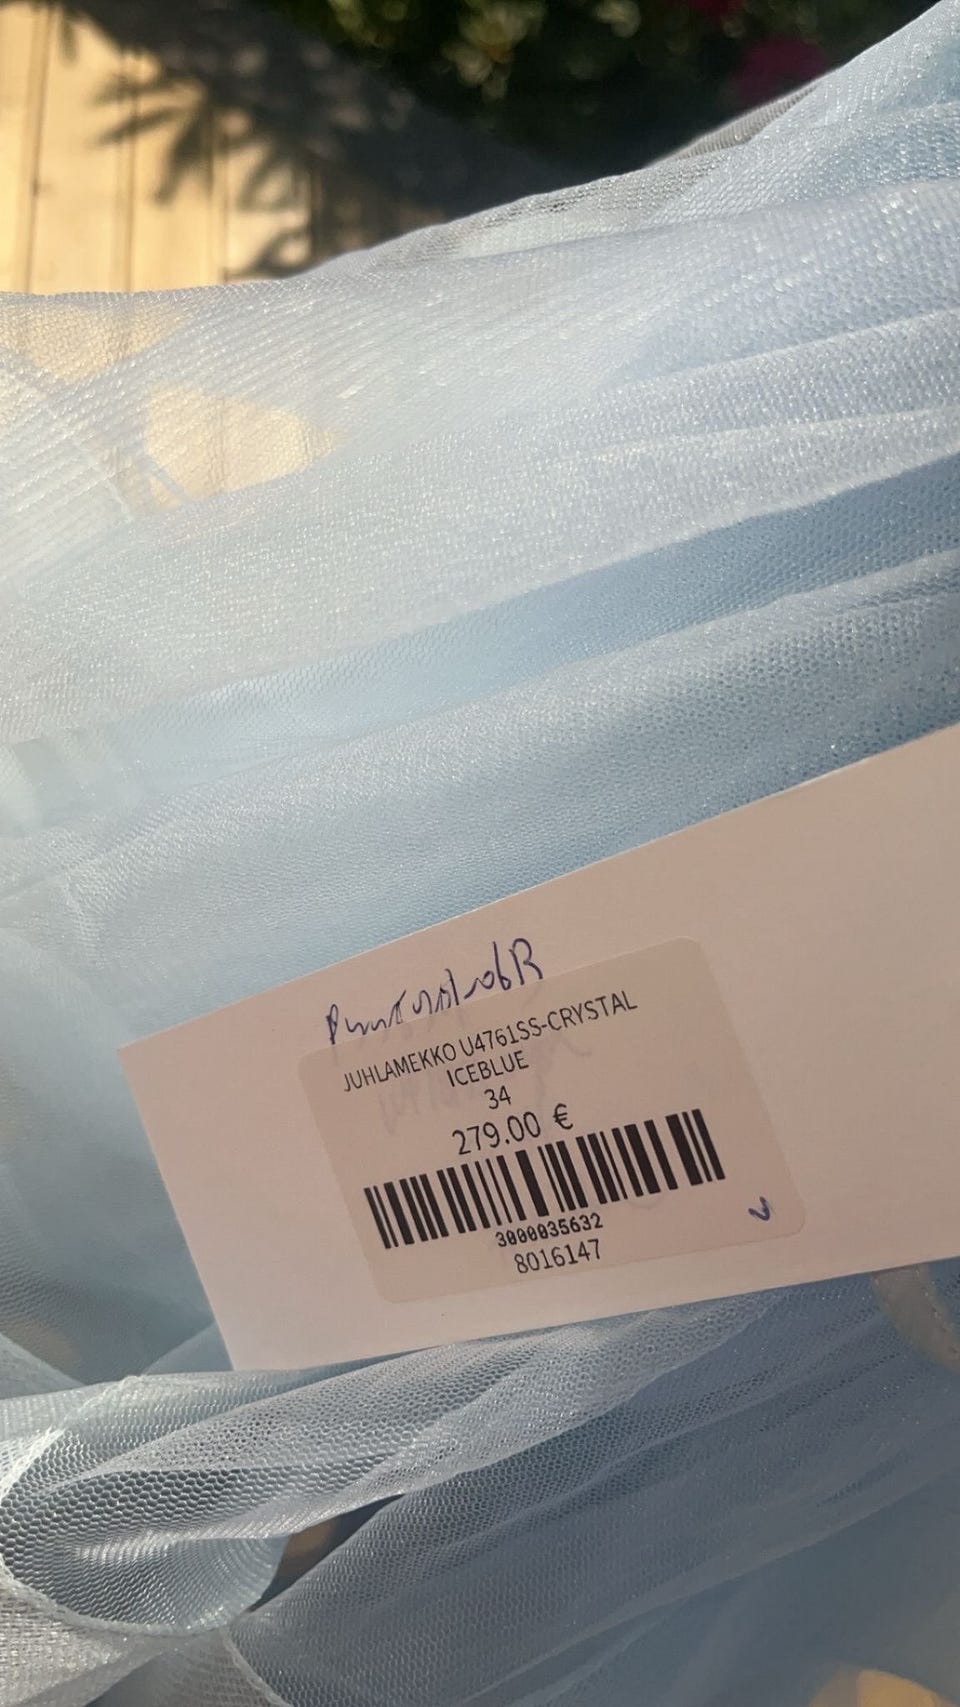 JUHLAMEKKO U4761SS-CRYSTAL
ICEBLUE
34
279.00 €
3000035632
8016147